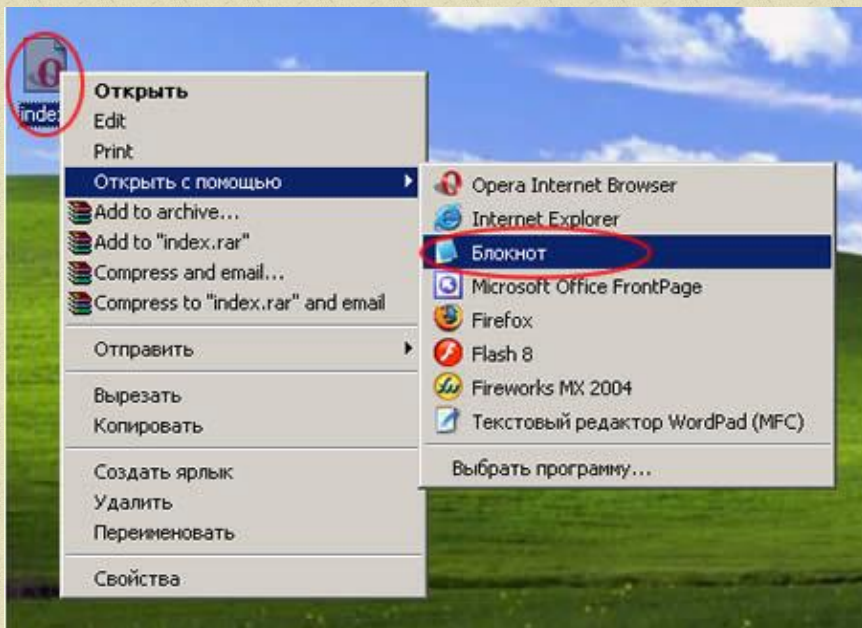 index
Открыть
Edit
Print
Открыть с помощью
Add to archive...
Add to "index.rar"
Compress and email...
Compress to "index.rar" and email
Отправить
Вырезать
Копировать
Создать ярлык
Удалить
Переименовать
Свойства
Opera Internet Browser
Internet Explorer
Блокнот
Microsoft Office FrontPage
Firefox
Flash 8
Fireworks MX 2004
Текстовый редактор WordPad (MFC)
Выбрать программу...